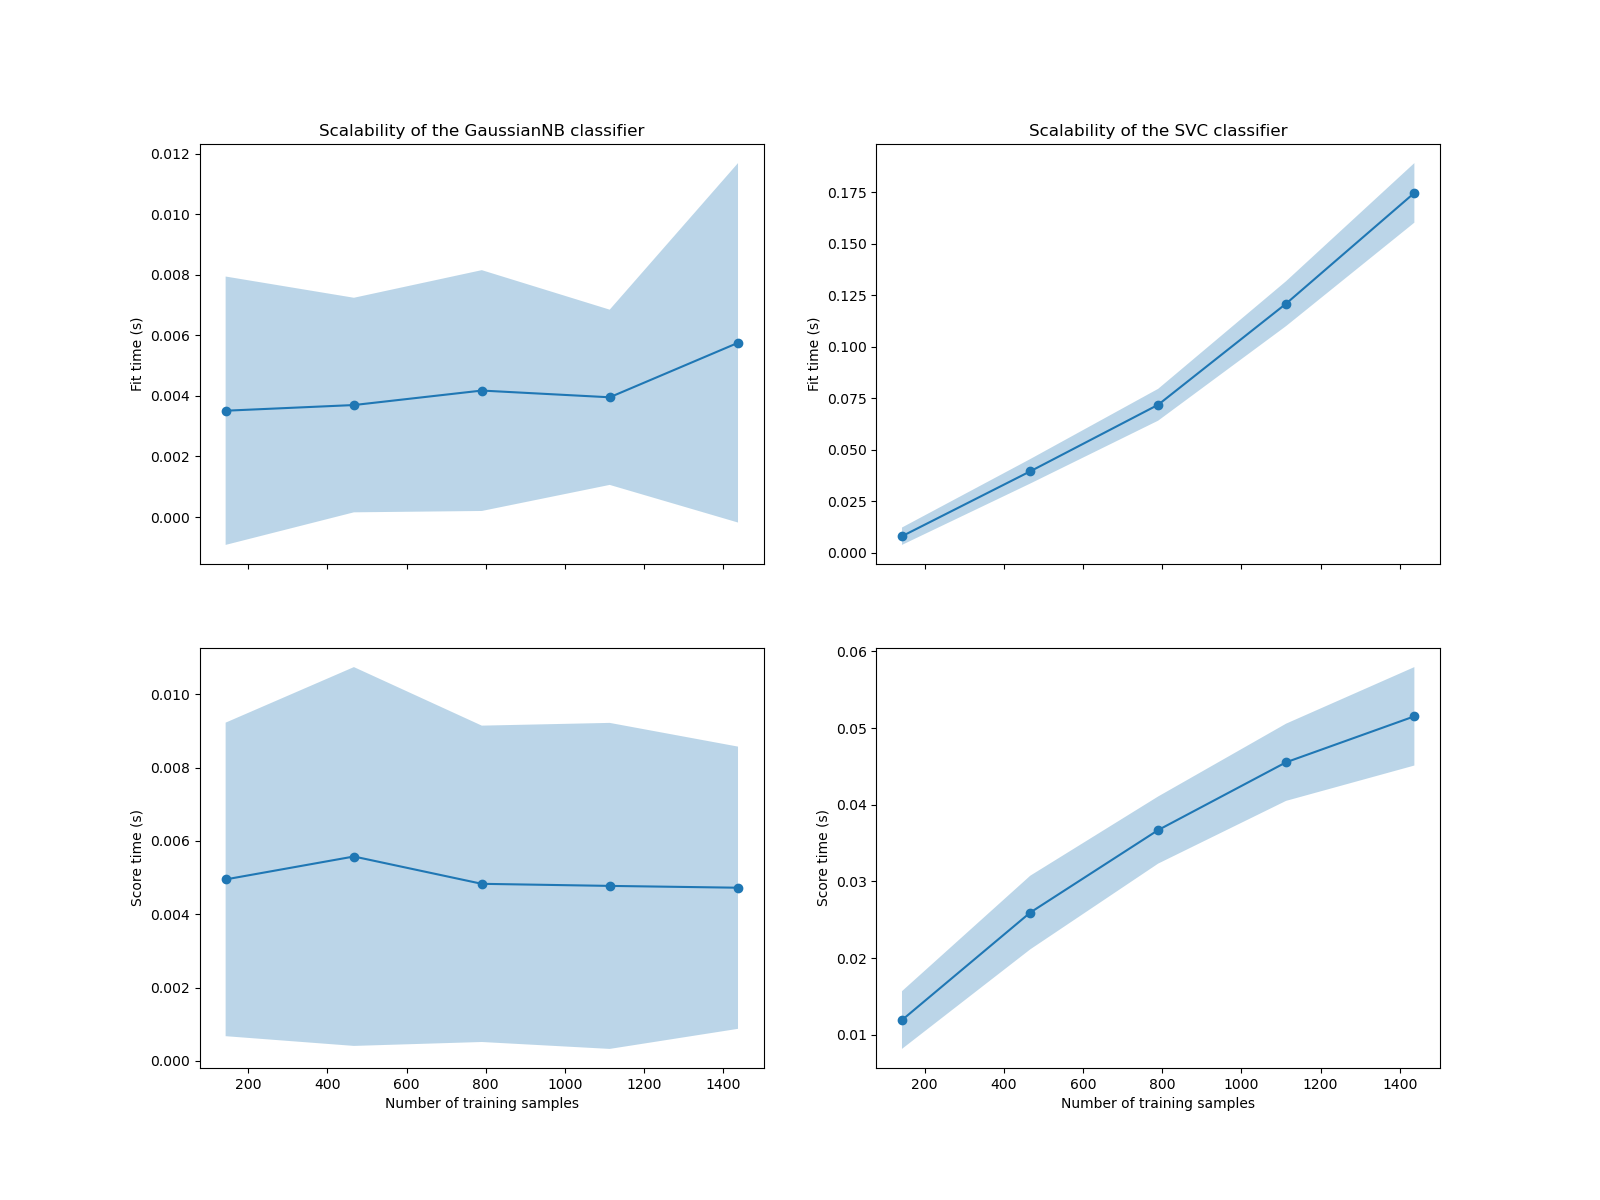 Scalability of the GaussianNB classifier
0.012
0.010
0.008
0.006
0.004
0.002
0.000
Fit time (s)
Scalability of the SVC classifier
0.175
0.150
0.125
0.100
0.075
0.050
0.025
0.000
Fit time (s)
0.010
0.008
0.006
0.004
0.002
0.000
Score time (s)
200 400 600 800 1000 1200 1400
Number of training samples
0.06
0.05
0.04
0.03
0.02
0.01
Score time (s)
200 400 600 800 1000 1200 1400
Number of training samples